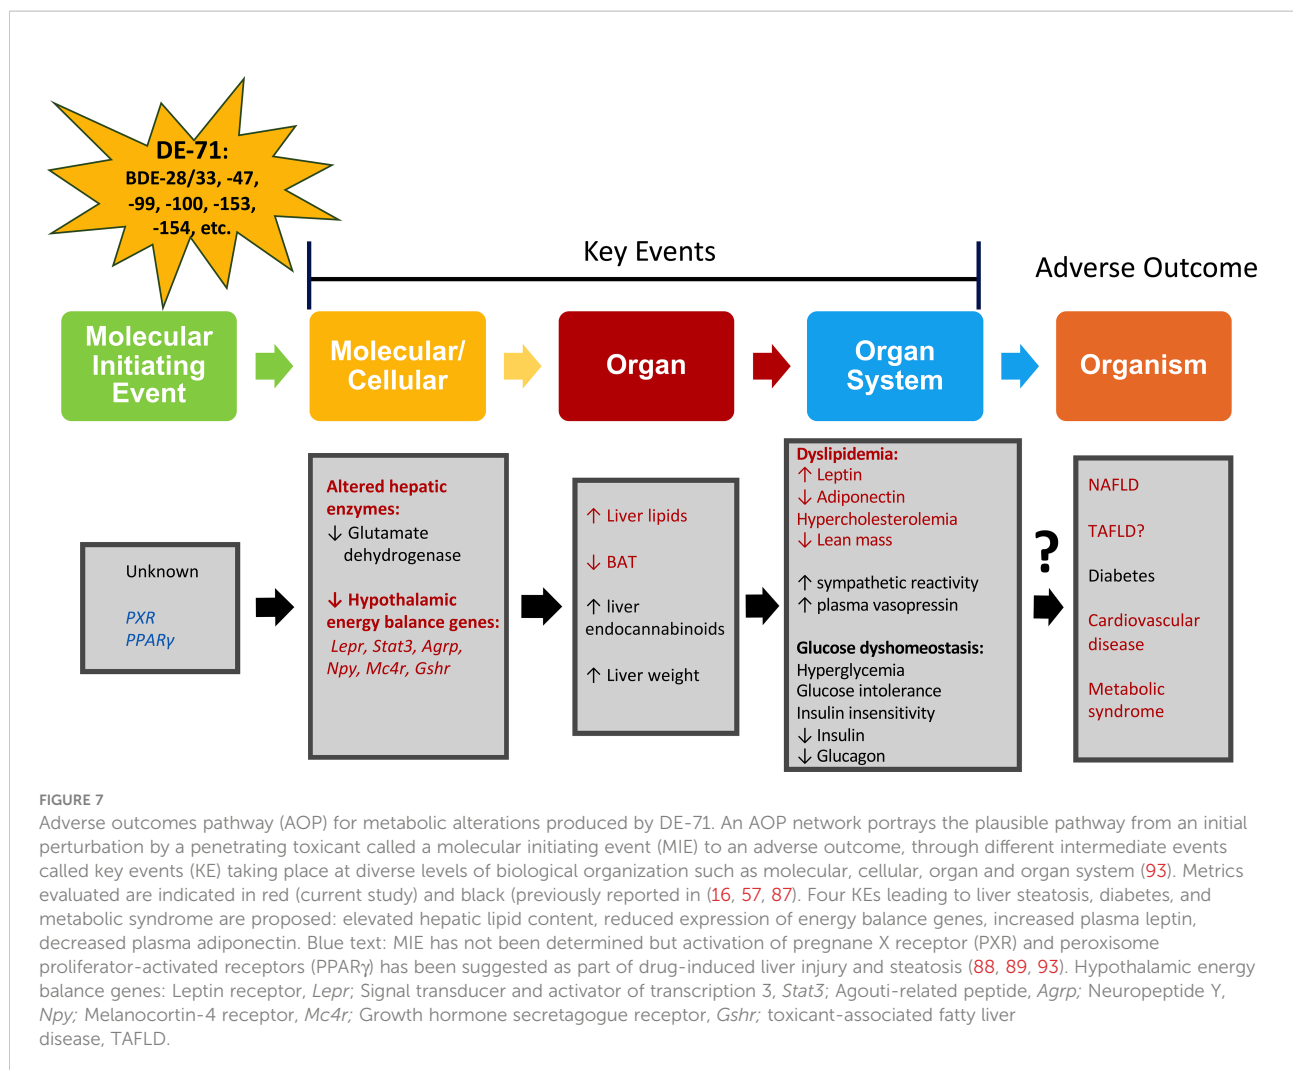 DE-71:
BDE-28/33, -47,
-99, -100, -153,
-154, etc.
Key Events
Adverse Outcome
Molecular
Initiating
Event
Molecular/
Cellular
Organ
Organ
System
Organism
Unknown
PXR
PPARγ
Altered hepatic
enzymes:
↓ Glutamate
dehydrogenase
↓ Hypothalamic
energy balance genes:
Lepr, Stat3, Agrp,
Npy, Mc4r, Gshr
↑ Liver lipids
↓ BAT
↑ liver
endocannabinoids
↑ Liver weight
Dyslipidemia:
↑ Leptin
↓ Adiponectin
Hypercholesterolemia
↓ Lean mass
↑ sympathetic reactivity
↑ plasma vasopressin
Glucose dyshomeostasis:
Hyperglycemia
Glucose intolerance
Insulin insensitivity
↓ Insulin
↓ Glucagon
?
NAFLD
TAFLD?
Diabetes
Cardiovascular
disease
Metabolic
syndrome
FIGURE 7
Adverse outcomes pathway (AOP) for metabolic alterations produced by DE-71. An AOP network portrays the plausible pathway from an initial
perturbation by a penetrating toxicant called a molecular initiating event (MIE) to an adverse outcome, through different intermediate events
called key events (KE) taking place at diverse levels of biological organization such as molecular, cellular, organ and organ system (93). Metrics
evaluated are indicated in red (current study) and black (previously reported in (16, 57, 87). Four KEs leading to liver steatosis, diabetes, and
metabolic syndrome are proposed: elevated hepatic lipid content, reduced expression of energy balance genes, increased plasma leptin,
decreased plasma adiponectin. Blue text: MIE has not been determined but activation of pregnane X receptor (PXR) and peroxisome
proliferator-activated receptors (PPARγ) has been suggested as part of drug-induced liver injury and steatosis (88, 89, 93). Hypothalamic energy
balance genes: Leptin receptor, Lepr; Signal transducer and activator of transcription 3, Stat3; Agouti-related peptide, Agrp; Neuropeptide Y,
Npy; Melanocortin-4 receptor, Mc4r; Growth hormone secretagogue receptor, Gshr; toxicant-associated fatty liver
disease, TAFLD.